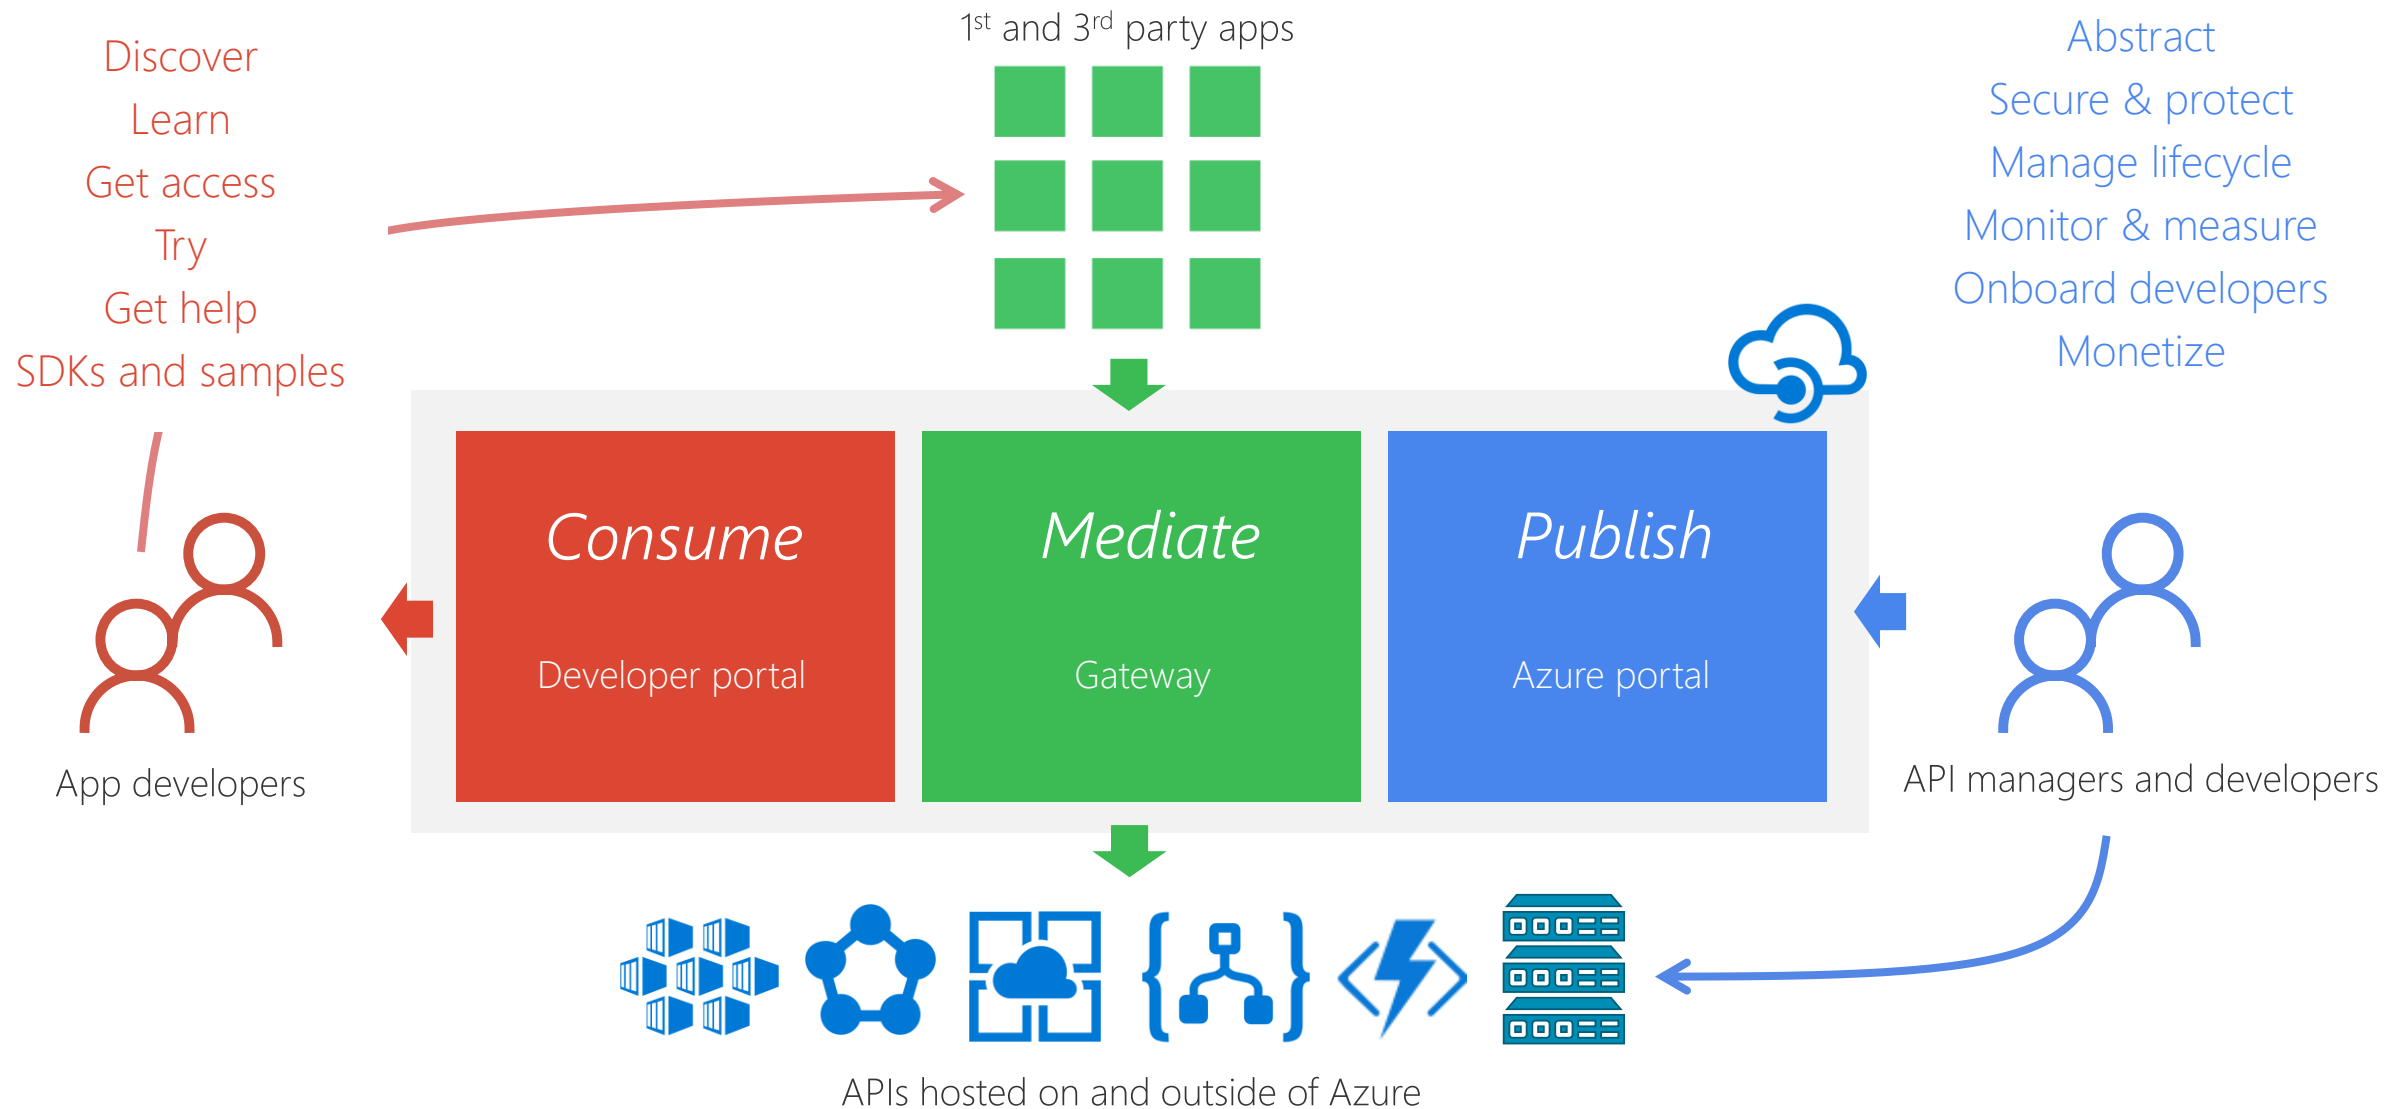 Discover
Learn
Get access
Try
Get help
SDKs and samples
1st and 3rd party apps
Abstract
Secure & protect
Manage lifecycle
Monitor & measure
Onboard developers
Monetize
Consume
Developer portal
Mediate
Gateway
Publish
Azure portal
App developers
API managers and developers
APIs hosted on and outside of Azure